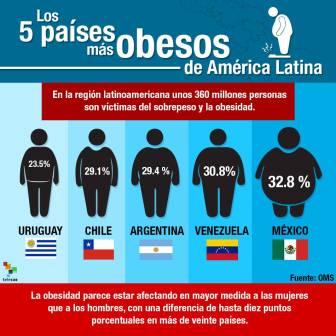 Los
5 países
más obesos
de América Latina
En la región latinoamericana unos 360 millones personas
son víctimas del sobrepeso y la obesidad.
23.5% 29.1% 29.4 % 30.8% 32.8 %
URUGUAY CHILE ARGENTINA VENEZUELA MÉXICO
Fuente: OMS
teleSUR
La obesidad parece estar afectando en mayor medida a las mujeres
que a los hombres, con una diferencia de hasta diez puntos
porcentuales en más de veinte países.